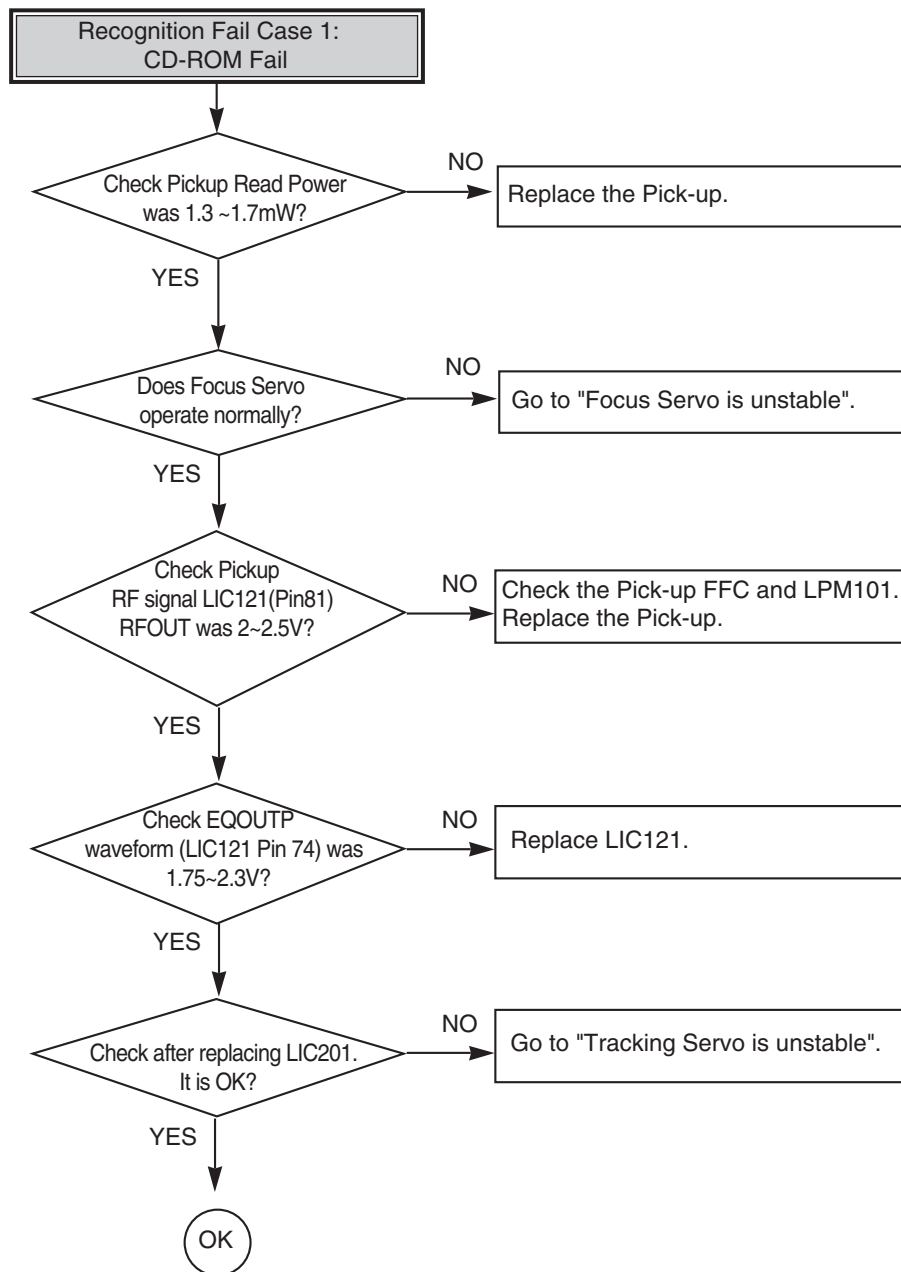 Recognition Fail Case 1:
CD-ROM Fail
Check Pickup Read Power
was 1.3 ~1.7mW?
NO
Replace the Pick-up.
YES
Does Focus Servo
operate normally?
NO
Go to "Focus Servo is unstable".
YES
Check Pickup
RF signal LIC121(Pin81)
RFOUT was 2~2.5V?
NO
Check the Pick-up FFC and LPM101.
Replace the Pick-up.
YES
Check EQOUTP
waveform (LIC121 Pin 74) was
1.75~2.3V?
NO
Replace LIC121.
YES
Check after replacing LIC201.
It is OK?
NO
Go to "Tracking Servo is unstable".
YES
OK